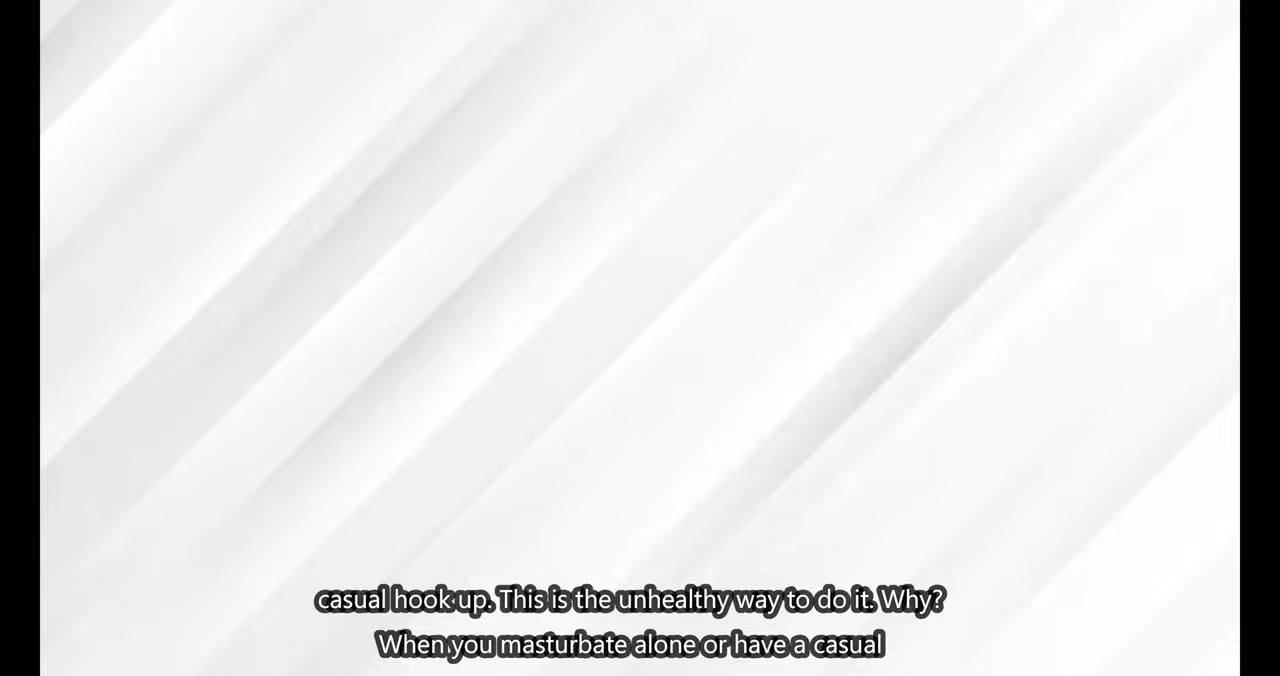 casual hook up. This is the unhealthy way to do it. Why?
When you masturbate alone or have a casual